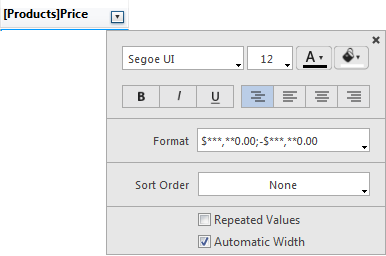 [Products]Price
Segoe UI 12 A
B I U
Format $***,**0.00;-$***,**0.00
Sort Order None
Repeated Values
Automatic Width